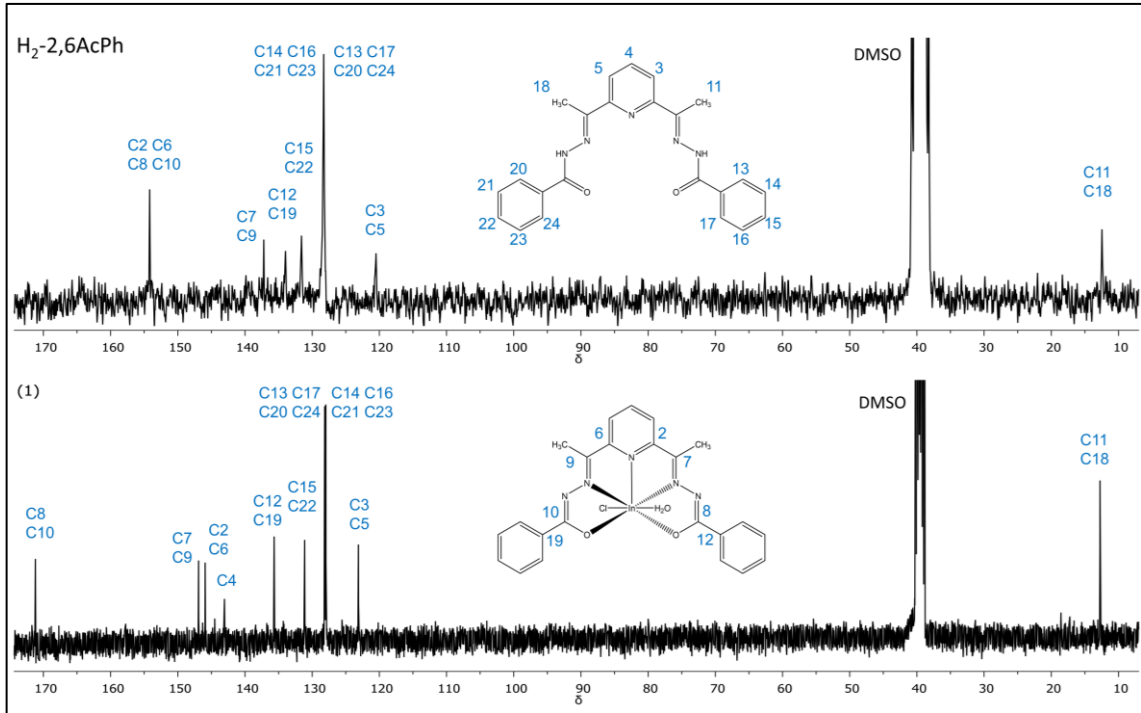 H₂-2,6AcPh
C14 C16 C13 C17
C21 C23 C20 C24
DMSO
C2 C6
C8 C10
C15
C22
C12
C19
C7
C9
C3
C5
C11
C18
4
5 3
18 11
H₃C CH₃
N
N N
HN NH
20 13
O O
21 14
22 24 17 15
23 16
170 160 150 140 130 120 110 100 90 80 70 60 50 40 30 20 10
δ
(1)
C13 C17 C14 C16
C20 C24 C21 C23
DMSO
C8
C10
C7
C9
C2
C6
C4
C12
C19
C15
C22
C3
C5
C11
C18
6 2
H₃C CH₃
9 N 7
N N
N N
Cl In H₂O
10 8
O O
19 12
170 160 150 140 130 120 110 100 90 80 70 60 50 40 30 20 10
δ